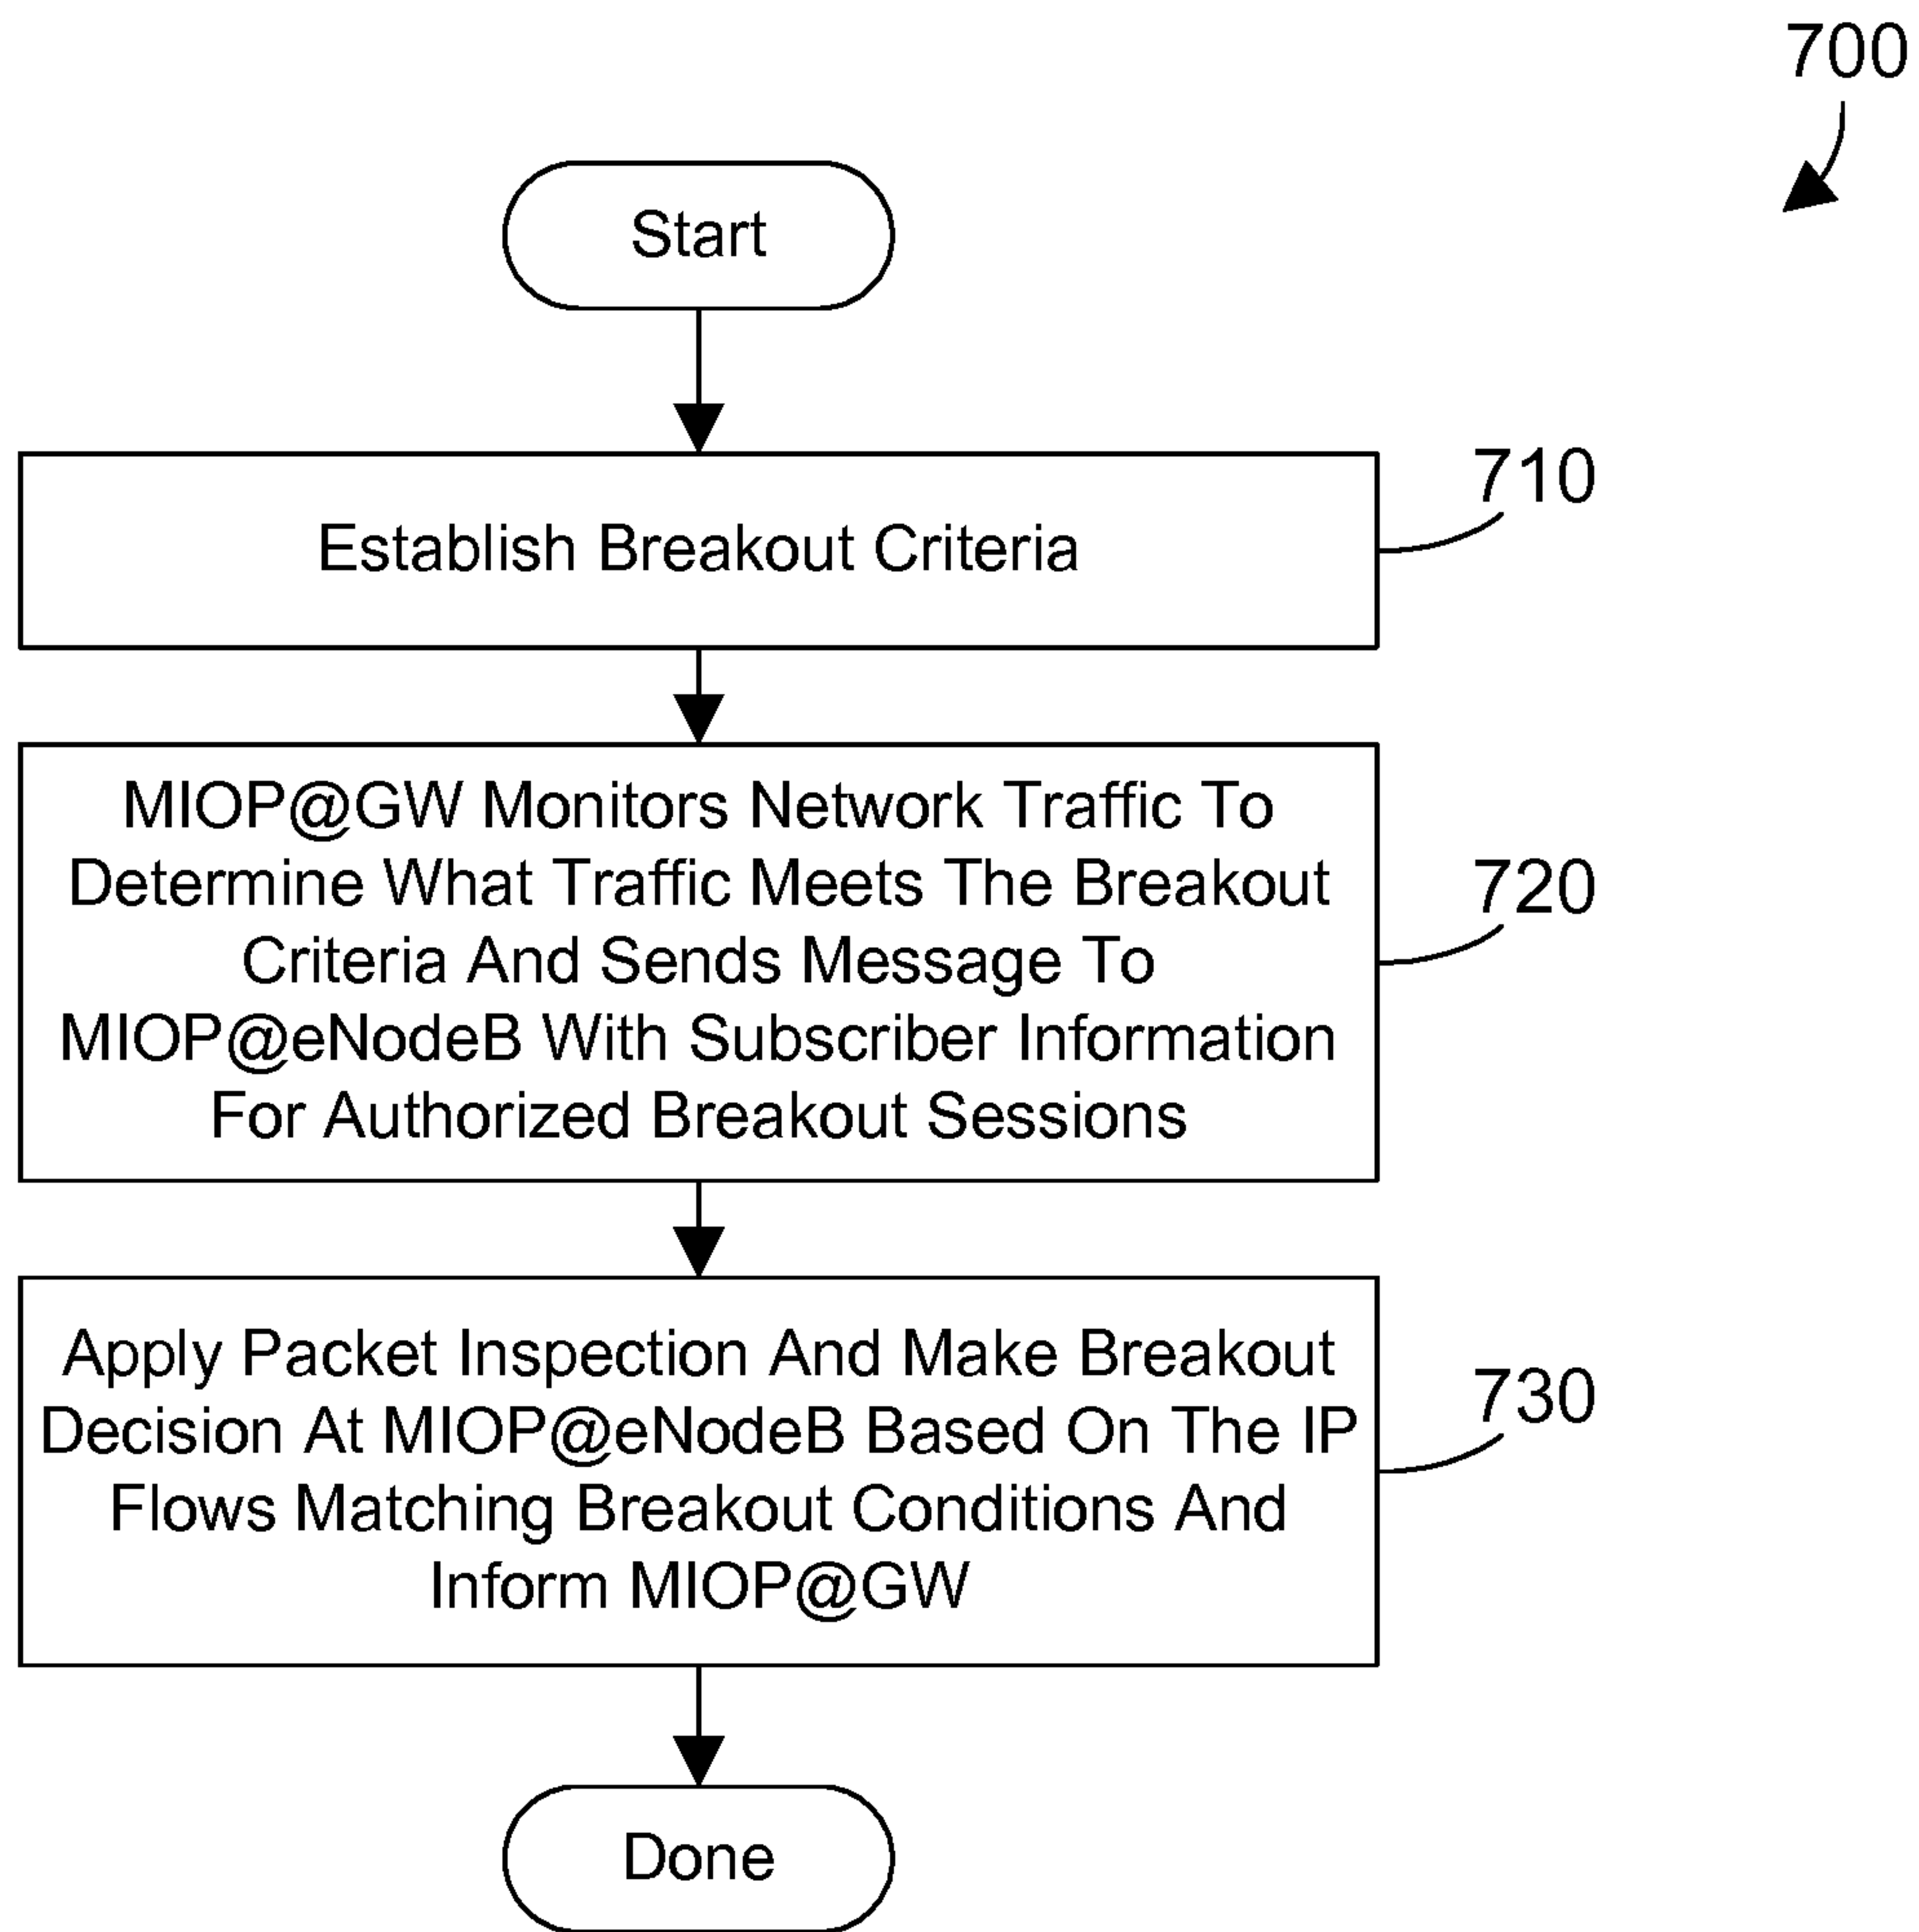 700
Start
Establish Breakout Criteria
710
MIOP@GW Monitors Network Traffic To
Determine What Traffic Meets The Breakout
Criteria And Sends Message To
MIOP@eNodeB With Subscriber Information
For Authorized Breakout Sessions
720
Apply Packet Inspection And Make Breakout
Decision At MIOP@eNodeB Based On The IP
Flows Matching Breakout Conditions And
Inform MIOP@GW
730
Done